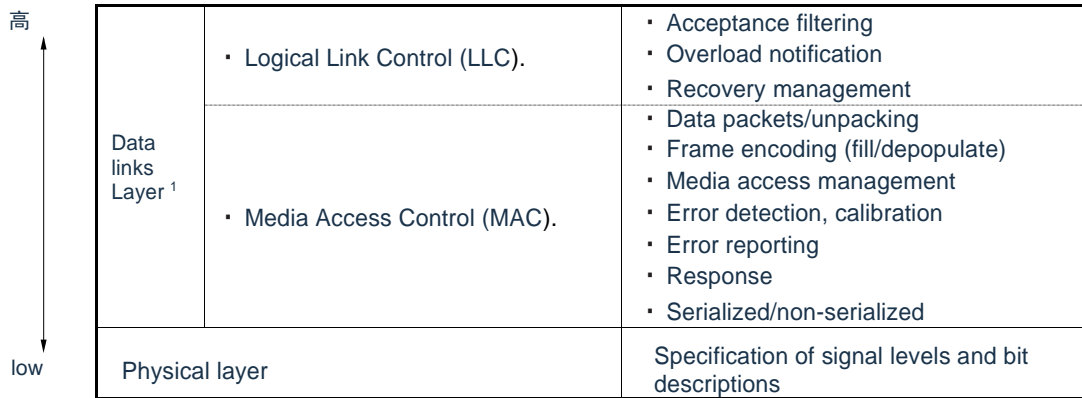 高
low
Data
links
Layer ¹
・ Logical Link Control (LLC).
・ Acceptance filtering
・ Overload notification
・ Recovery management
・ Media Access Control (MAC).
・ Data packets/unpacking
・ Frame encoding (fill/depopulate)
・ Media access management
・ Error detection, calibration
・ Error reporting
・ Response
・ Serialized/non-serialized
Physical layer
Specification of signal levels and bit
descriptions